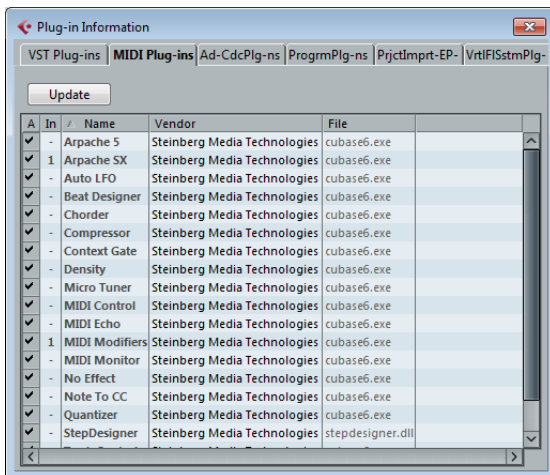 Plug-in Information
VST Plug-ins MIDI Plug-ins Ad-CdcPlg-ns ProgrmPlg-ns PrjctImprt-EP- VrtlFlSstmPlg-
Update
A In Name Vendor File
- Arpache 5 Steinberg Media Technologies cubase6.exe
1 Arpache SX Steinberg Media Technologies cubase6.exe
- Auto LFO Steinberg Media Technologies cubase6.exe
- Beat Designer Steinberg Media Technologies cubase6.exe
- Chorder Steinberg Media Technologies cubase6.exe
- Compressor Steinberg Media Technologies cubase6.exe
- Context Gate Steinberg Media Technologies cubase6.exe
- Density Steinberg Media Technologies cubase6.exe
- Micro Tuner Steinberg Media Technologies cubase6.exe
- MIDI Control Steinberg Media Technologies cubase6.exe
- MIDI Echo Steinberg Media Technologies cubase6.exe
1 MIDI Modifiers Steinberg Media Technologies cubase6.exe
- MIDI Monitor Steinberg Media Technologies cubase6.exe
- No Effect Steinberg Media Technologies cubase6.exe
- Note To CC Steinberg Media Technologies cubase6.exe
- Quantizer Steinberg Media Technologies cubase6.exe
- StepDesigner Steinberg Media Technologies stepdesigner.dll